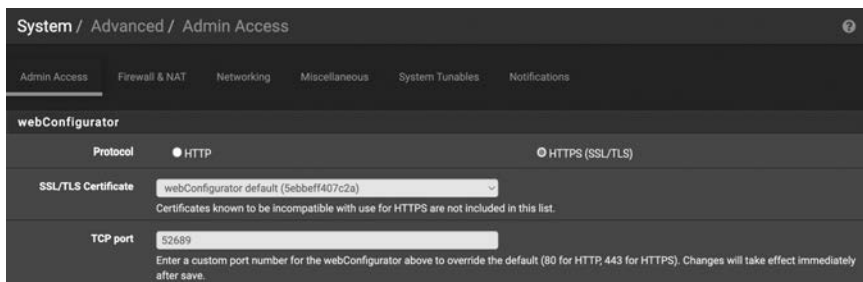 System / Advanced / Admin Access
Admin Access Firewall & NAT Networking Miscellaneous System Tunables Notifications
webConfigurator
Protocol HTTP HTTPS (SSL/TLS)
SSL/TLS Certificate webConfigurator default (5ebbeff407c2a)
Certificates known to be incompatible with use for HTTPS are not included in this list.
TCP port 52689
Enter a custom port number for the webConfigurator above to override the default (80 for HTTP, 443 for HTTPS). Changes will take effect immediately
after save.